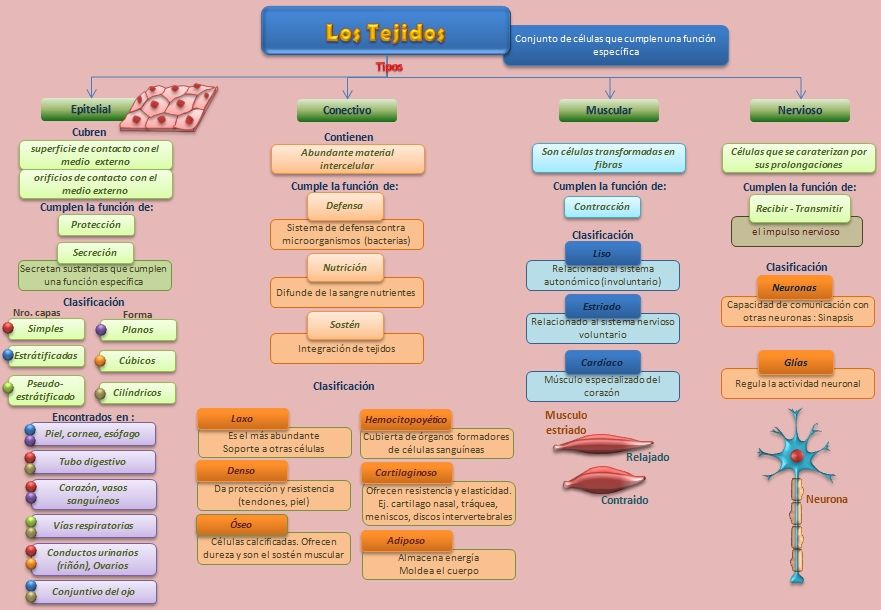 Los Tejidos
Conjunto de células que cumplen una función
específica
Tipos
Epitelial
Cubren
superficie de contacto con el
medio externo
orificios de contacto con el
medio externo
Cumplen la función de:
Protección
Secreción
Secretan sustancias que cumplen
una función específica
Clasificación
Nro. capas
Forma
Simples
Planos
Estrátificadas
Cúbicos
Pseudo-
estrátificado
Cilíndricos
Encontrados en :
Piel, cornea, esófago
Tubo digestivo
Corazón, vasos
sanguíneos
Vías respiratorias
Conductos urinarios
(riñón), Ovarios
Conjuntivo del ojo
Conectivo
Contienen
Abundante material
intercelular
Cumple la función de:
Defensa
Sistema de defensa contra
microorganismos (bacterias)
Nutrición
Difunde de la sangre nutrientes
Sostén
Integración de tejidos
Clasificación
Laxo
Es el más abundante
Soporte a otras células
Denso
Da protección y resistencia
(tendones, piel)
Óseo
Células calcificadas. Ofrecen
dureza y son el sostén muscular
Hemocitopoyético
Cubierta de órganos formadores
de células sanguíneas
Cartilaginoso
Ofrecen resistencia y elasticidad.
Ej. cartilago nasal, tráquea,
meniscos, discos intervertebrales
Adiposo
Almacena energía
Moldea el cuerpo
Muscular
Son células transformadas en
fibras
Cumplen la función de:
Contracción
Clasificación
Liso
Relacionado al sistema
autonómico (involuntario)
Estriado
Relacionado al sistema nervioso
voluntario
Cardíaco
Músculo especializado del
corazón
Musculo
estriado
Relajado
Contraido
Nervioso
Células que se caraterizan por
sus prolongaciones
Cumplen la función de:
Recibir - Transmitir
el impulso nervioso
Clasificación
Neuronas
Capacidad de comunicación con
otras neuronas : Sinapsis
Glías
Regula la actividad neuronal
Neurona